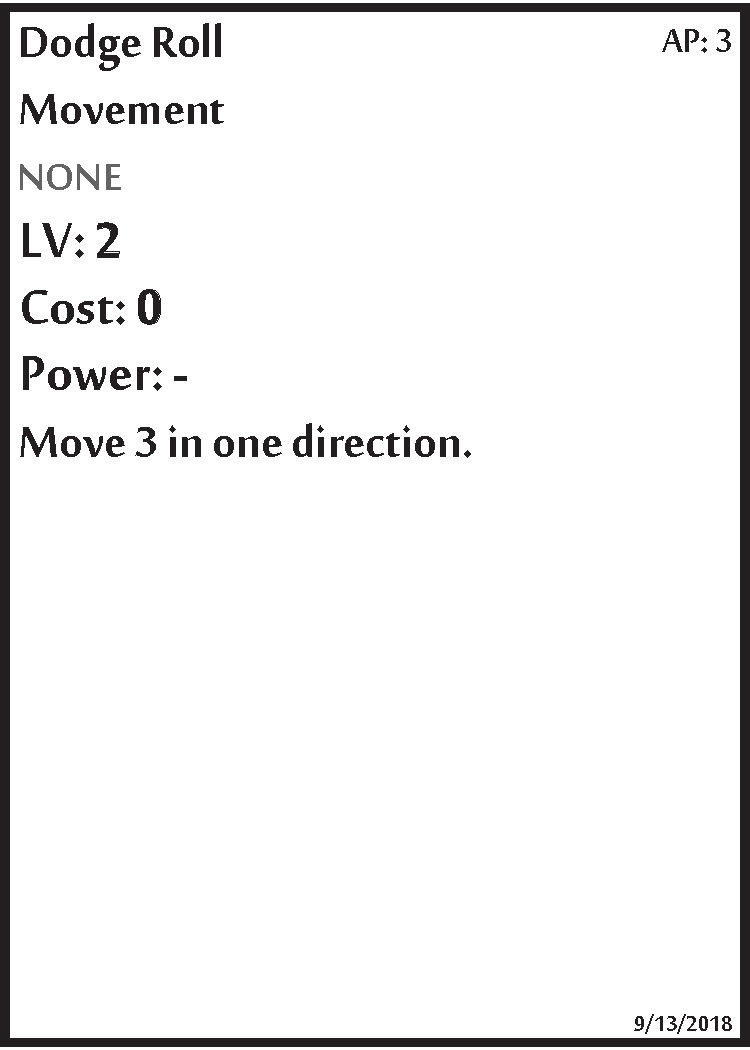 Dodge Roll
AP: 3
Movement
NONE
LV: 2
Cost: 0
Power: -
Move 3 in one direction.
9/13/2018